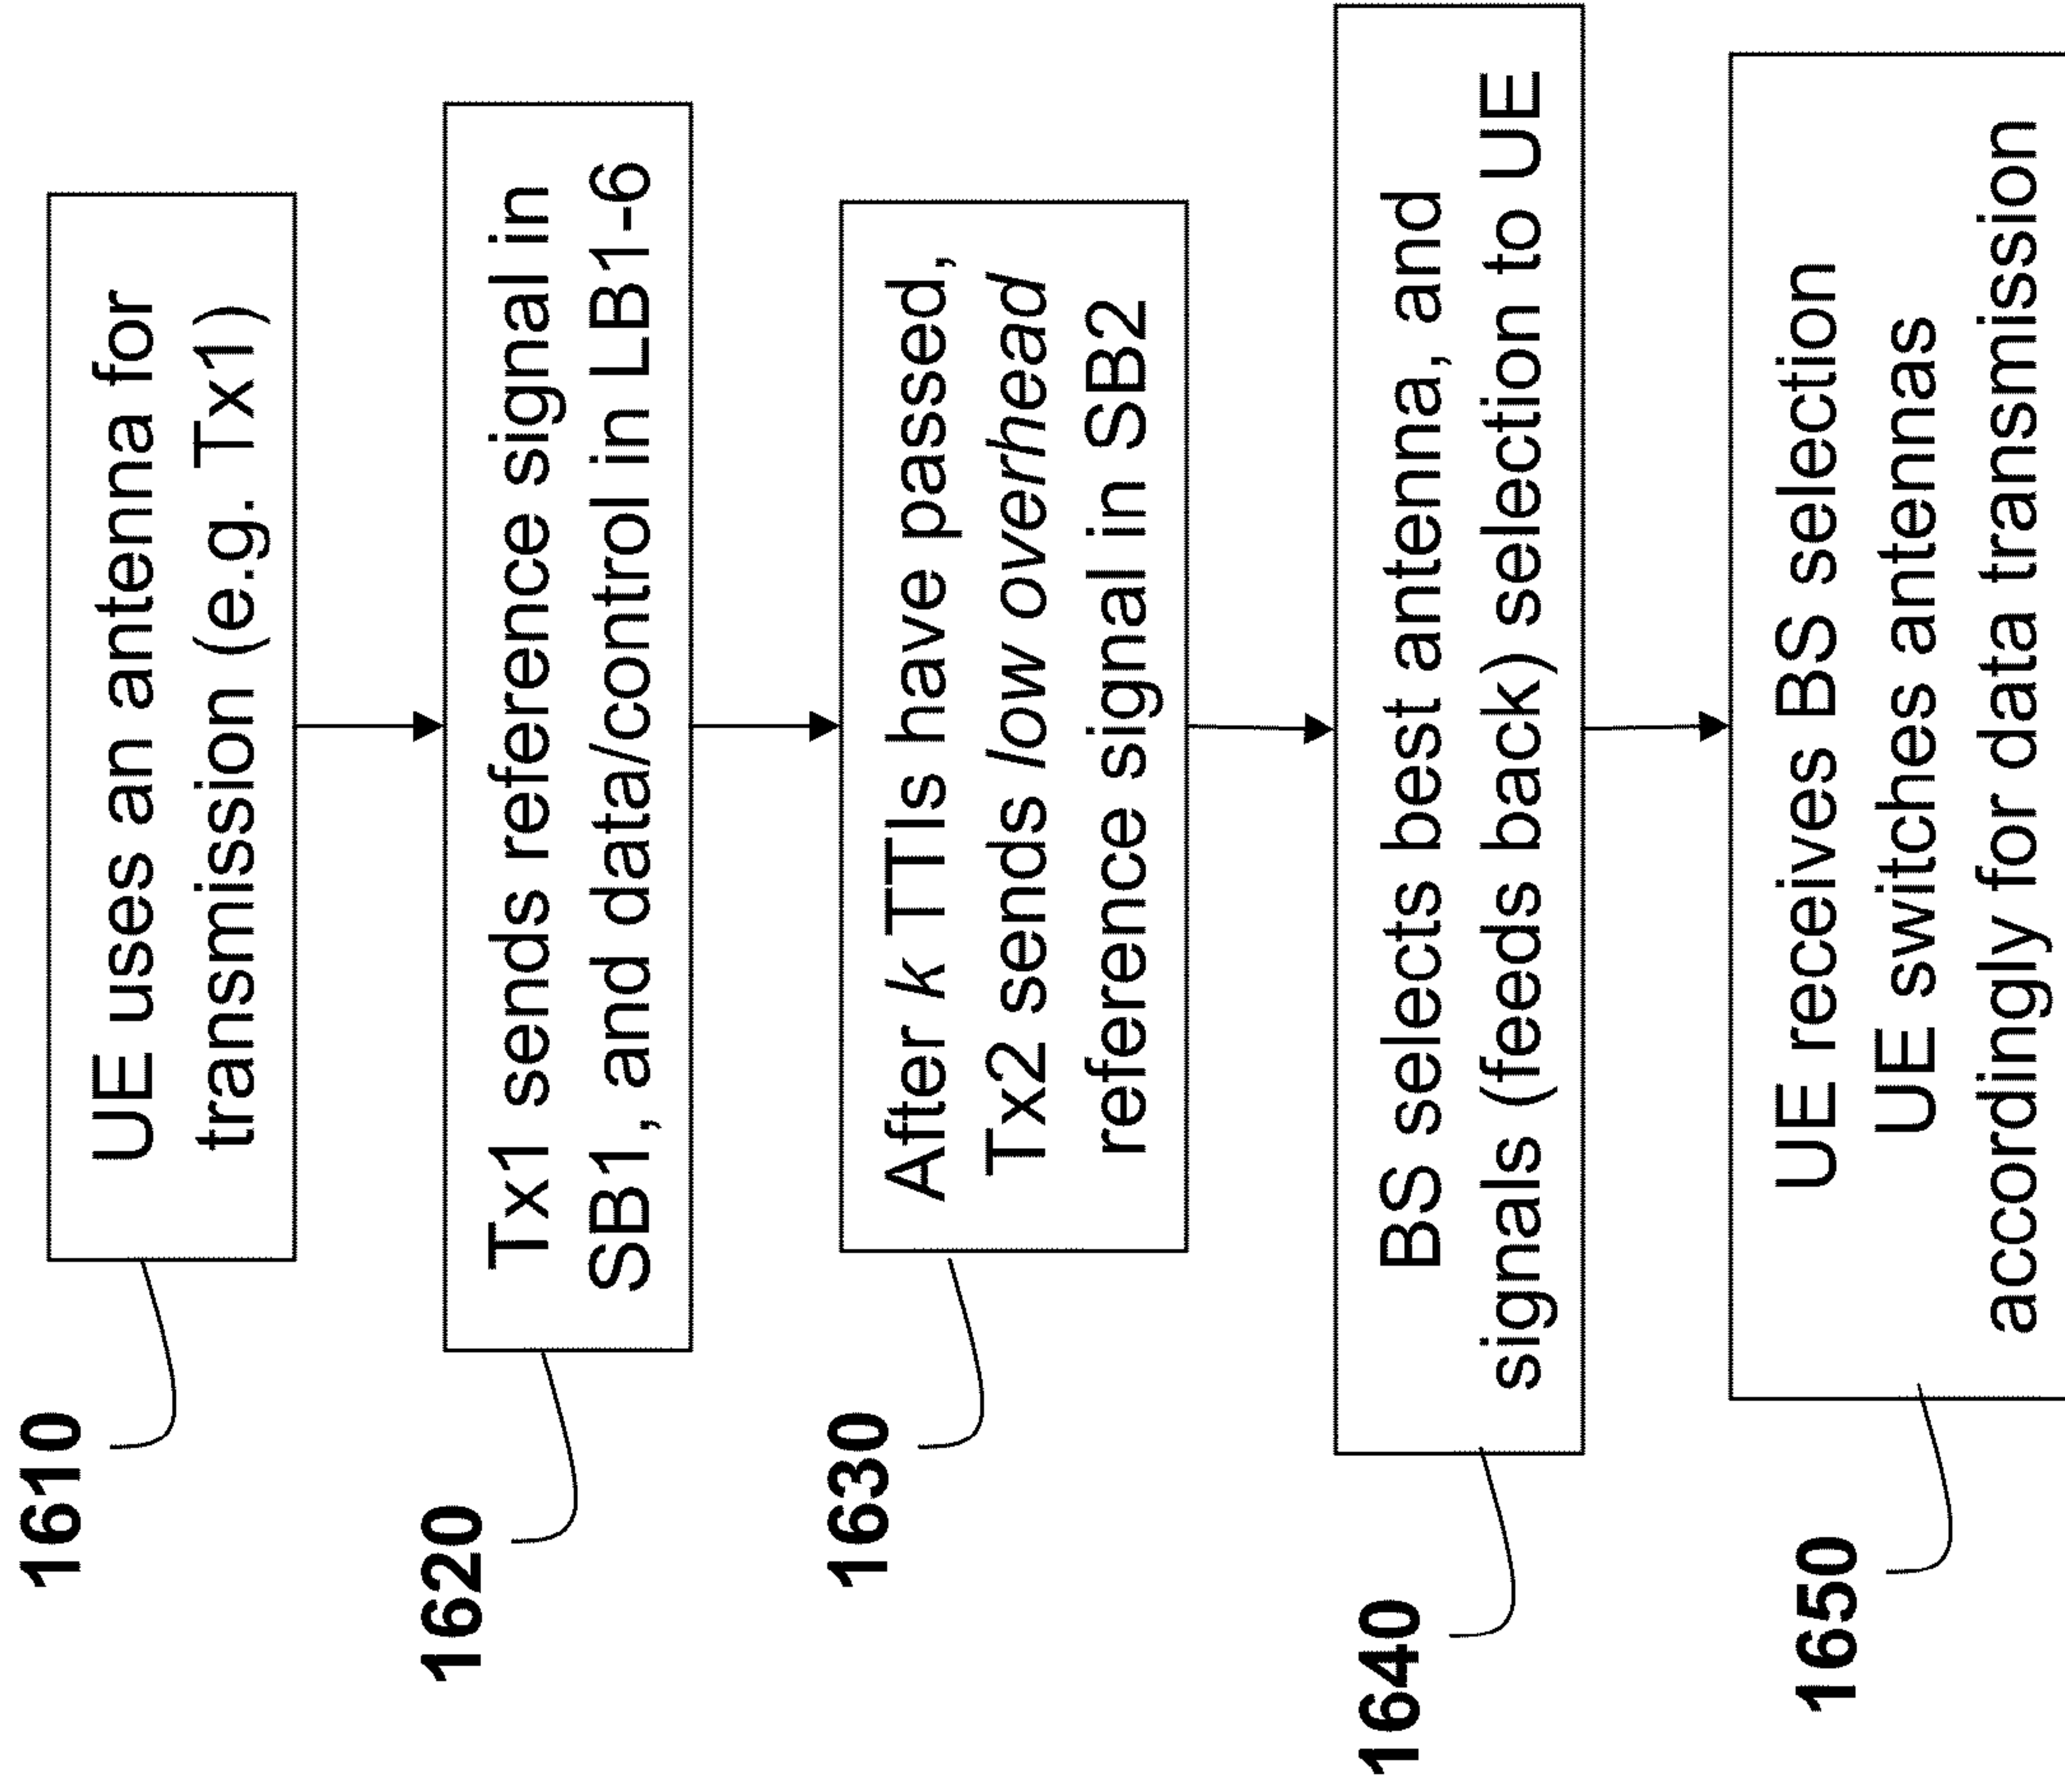 1610
UE uses an antenna for
transmission (e.g. Tx1)
1620
Tx1 sends reference signal in
SB1, and data/control in LB1-6
1630
After k TTIs have passed,
Tx2 sends low overhead
reference signal in SB2
1640
BS selects best antenna, and
signals (feeds back) selection to UE
1650
UE receives BS selection
UE switches antennas
accordingly for data transmission